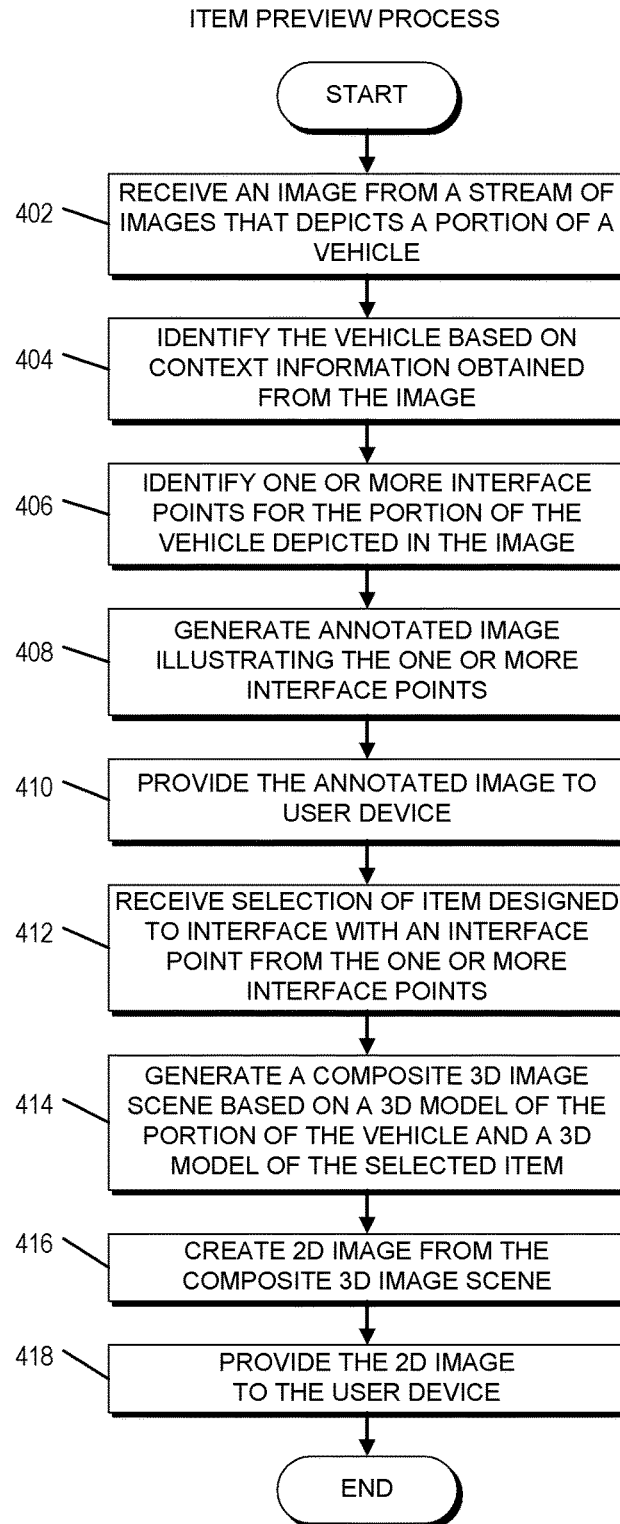 ITEM PREVIEW PROCESS
START
402
RECEIVE AN IMAGE FROM A STREAM OF
IMAGES THAT DEPICTS A PORTION OF A
VEHICLE
404
IDENTIFY THE VEHICLE BASED ON
CONTEXT INFORMATION OBTAINED
FROM THE IMAGE
406
IDENTIFY ONE OR MORE INTERFACE
POINTS FOR THE PORTION OF THE
VEHICLE DEPICTED IN THE IMAGE
408
GENERATE ANNOTATED IMAGE
ILLUSTRATING THE ONE OR MORE
INTERFACE POINTS
410
PROVIDE THE ANNOTATED IMAGE TO
USER DEVICE
412
RECEIVE SELECTION OF ITEM DESIGNED
TO INTERFACE WITH AN INTERFACE
POINT FROM THE ONE OR MORE
INTERFACE POINTS
414
GENERATE A COMPOSITE 3D IMAGE
SCENE BASED ON A 3D MODEL OF THE
PORTION OF THE VEHICLE AND A 3D
MODEL OF THE SELECTED ITEM
416
CREATE 2D IMAGE FROM THE
COMPOSITE 3D IMAGE SCENE
418
PROVIDE THE 2D IMAGE
TO THE USER DEVICE
END